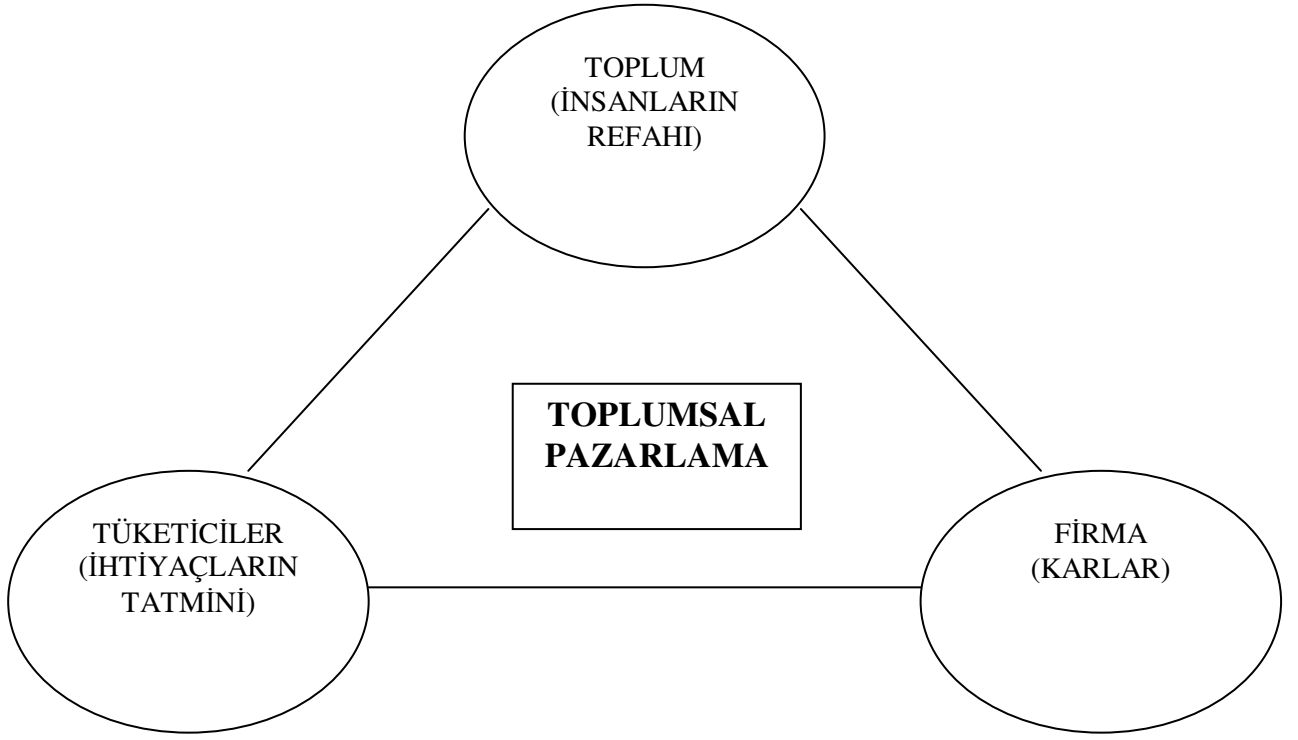 TOPLUM
(İNSANLARIN
REFAHI)
TOPLUMSAL
PAZARLAMA
TÜKETİCİLER
(İHTİYAÇLARIN
TATMİNİ)
FİRMA
(KARLAR)